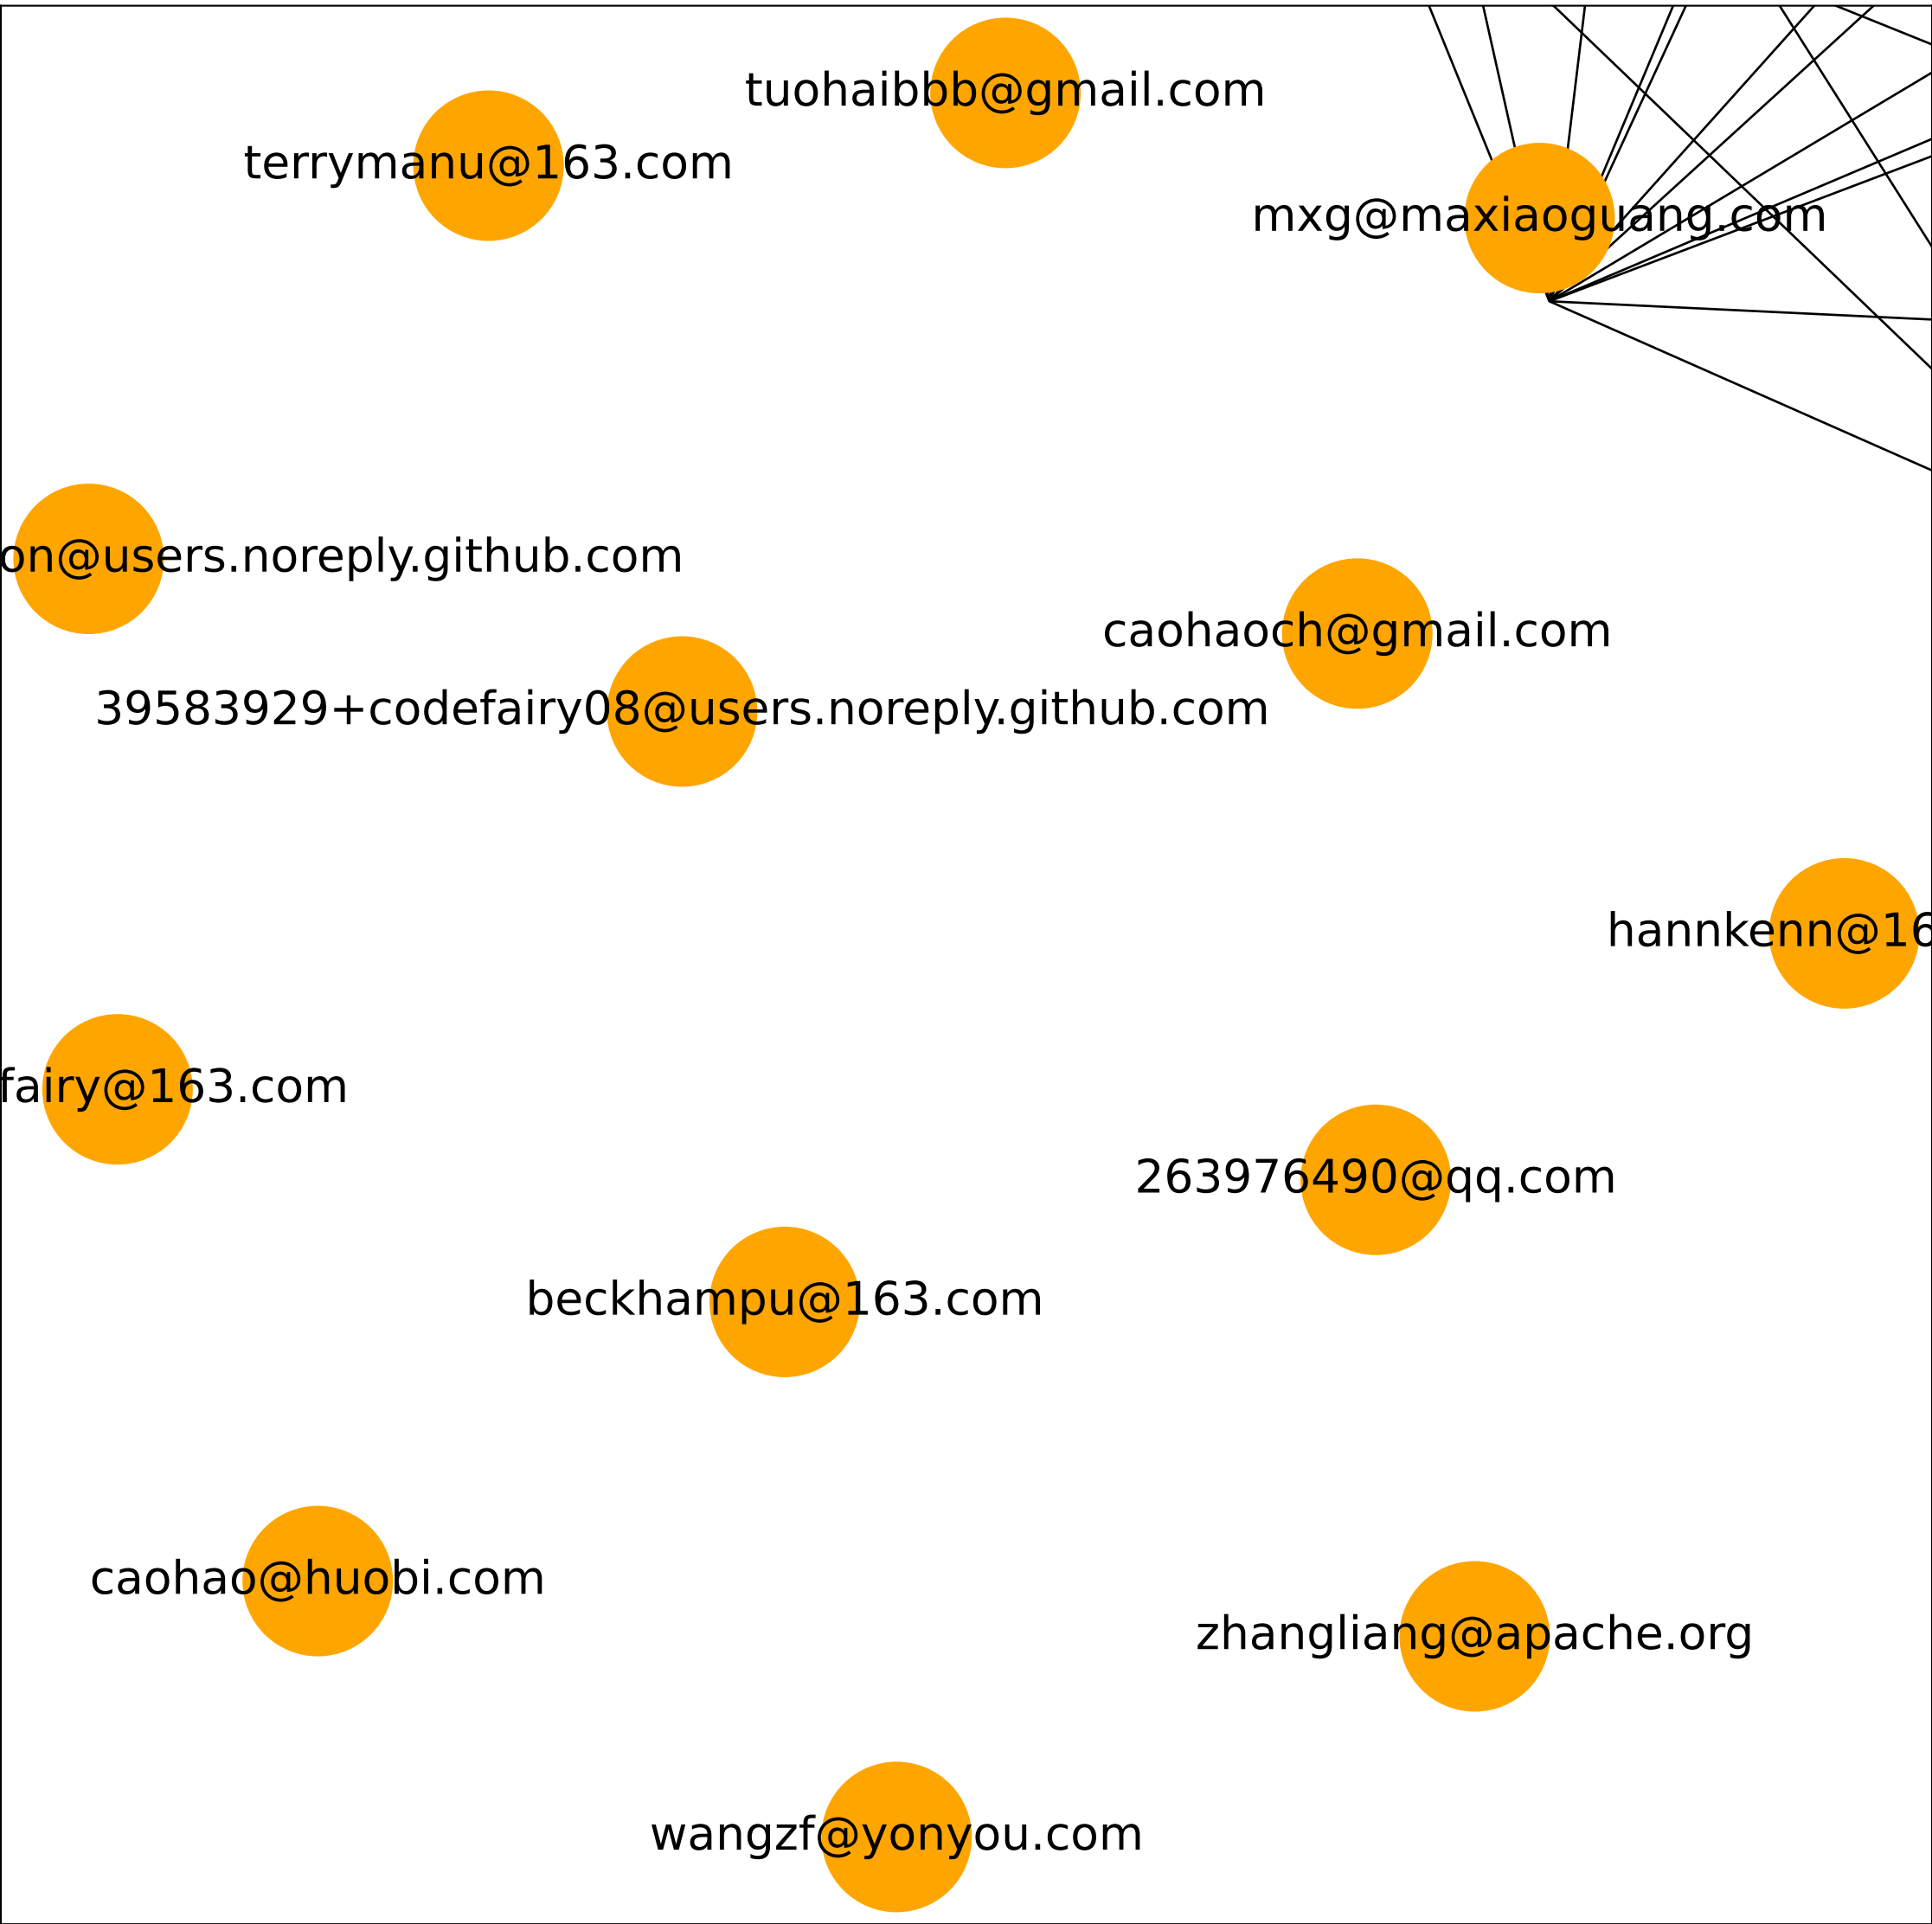 tuohaibbb@gmail.com
terrymanu@163.com
mxg@maxiaoguang.com
on@users.noreply.github.com
caohaoch@gmail.com
39583929+codefairy08@users.noreply.github.com
hannkenn@16
fairy@163.com
263976490@qq.com
beckhampu@163.com
caohao@huobi.com
zhangliang@apache.org
wangzf@yonyou.com